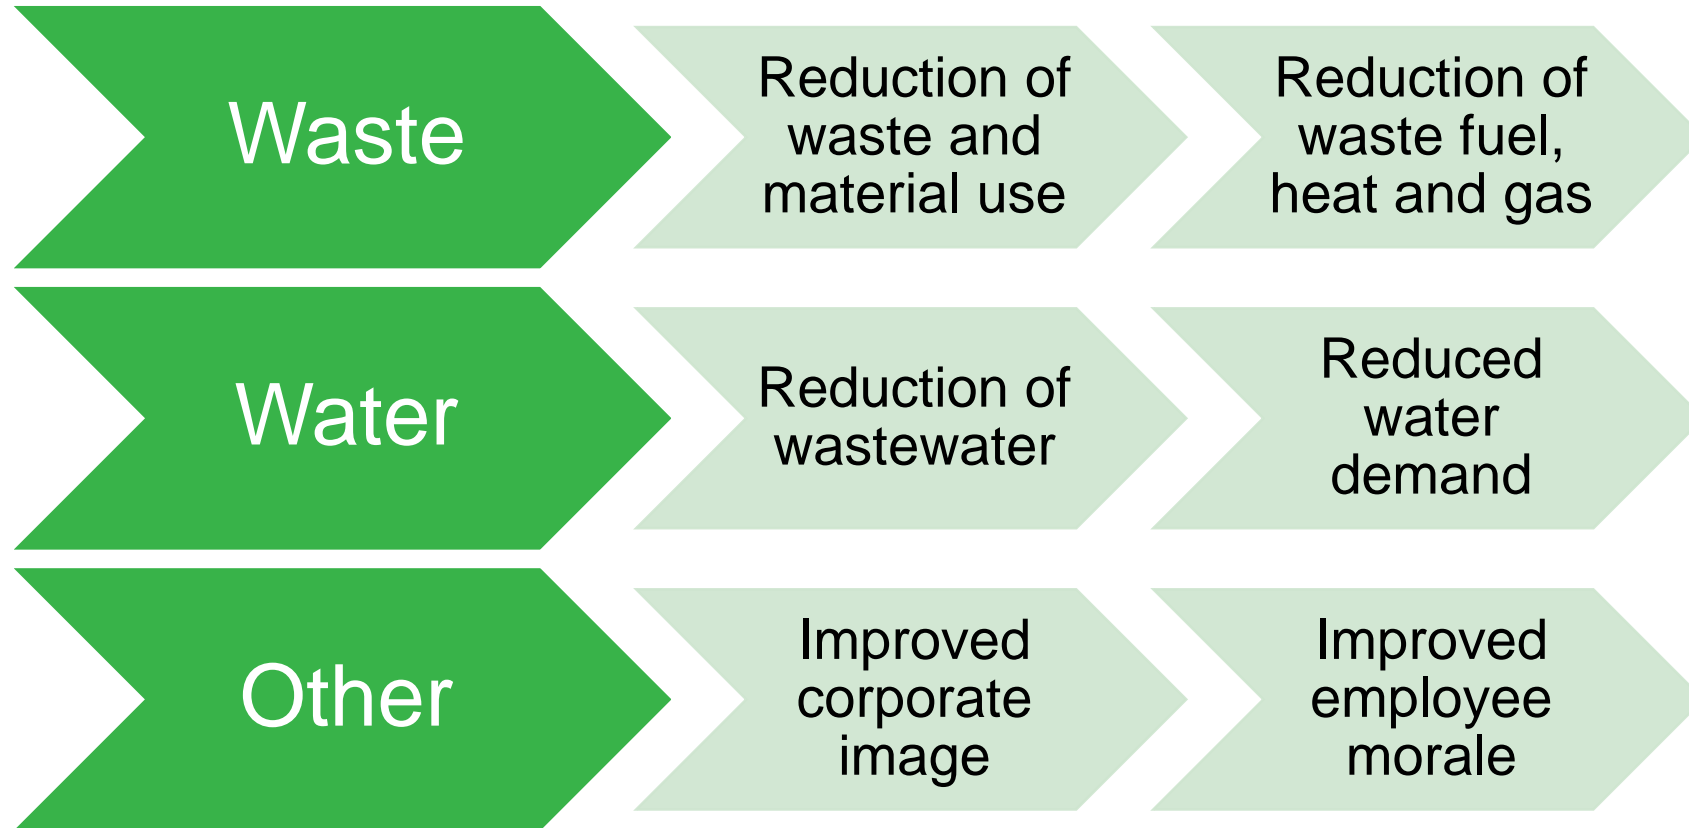 Waste
Reduction of
waste and
material use
Reduction of
waste fuel,
heat and gas
Water
Reduction of
wastewater
Reduced
water
demand
Other
Improved
corporate
image
Improved
employee
morale